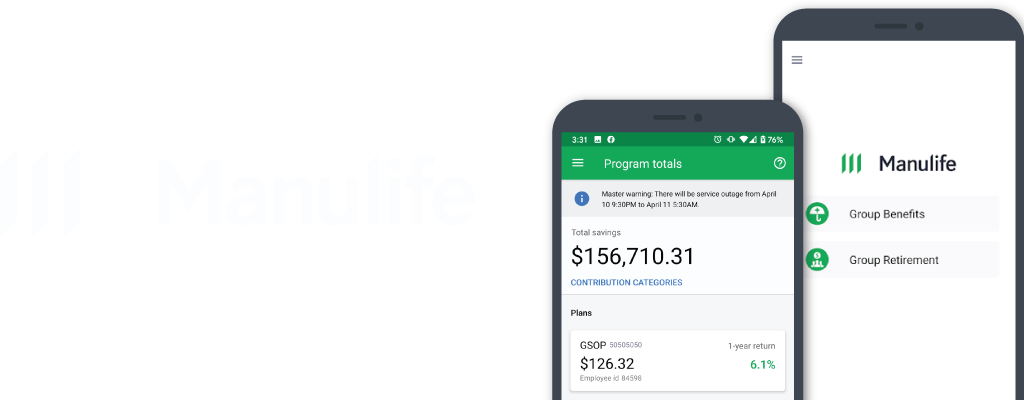 Manulife
3:31
76%
Program totals
Master warning: There will be service outage from April
10 9:30PM to April 11 5:30AM.
Total savings
$156,710.31
CONTRIBUTION CATEGORIES
Plans
GSOP 50505050
1-year return
$126.32
6.1%
Employee id 84598
Manulife
Group Benefits
Group Retirement